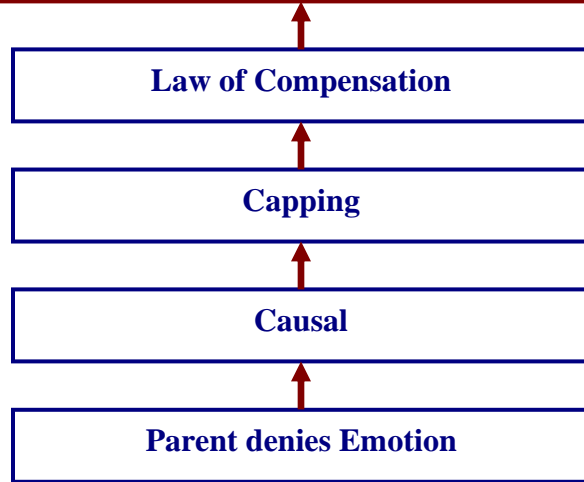 Law of Compensation
Capping
Causal
Parent denies Emotion